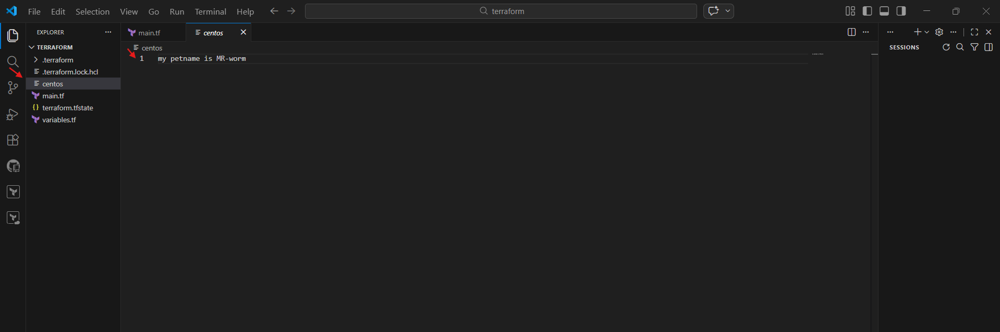 File Edit Selection View Go Run Terminal Help
terraform
EXPLORER
TERRAFORM
.terraform
.terraform.lock.hcl
centos
main.tf
terraform.tfstate
variables.tf
main.tf
centos
centos
1 my petname is MR-worm
SESSIONS